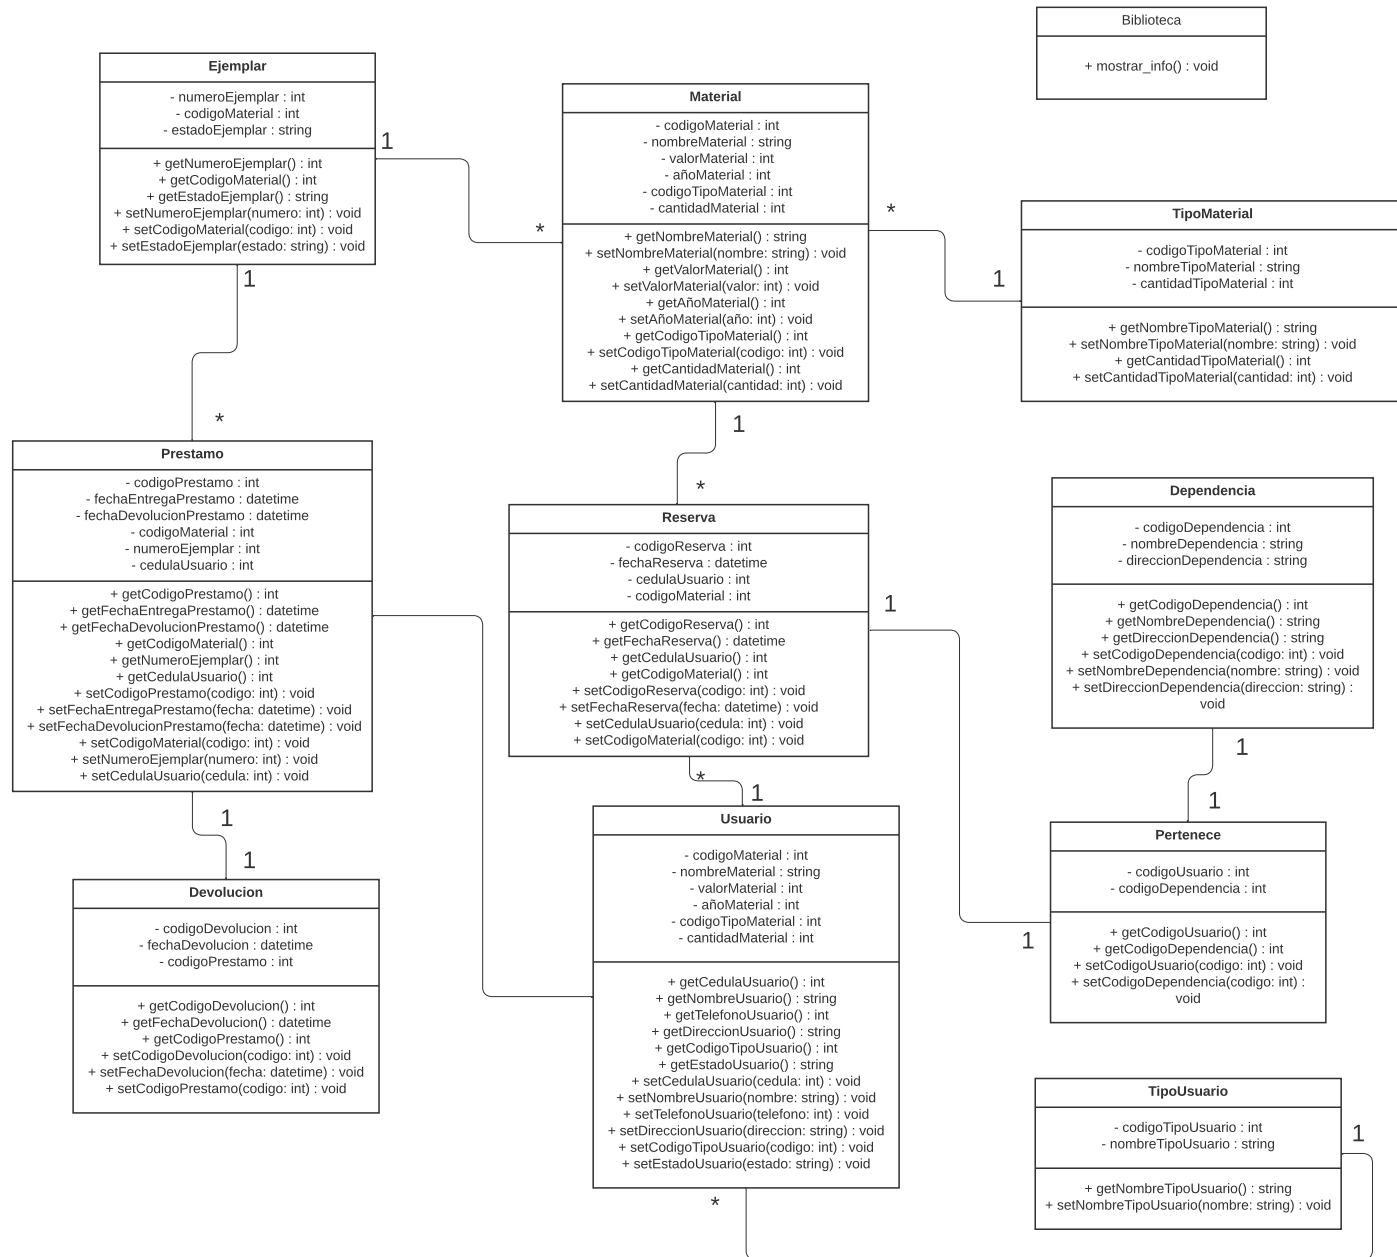 Biblioteca
+ mostrar_info() : void
Ejemplar
- numeroEjemplar : int
- codigoMaterial : int
- estadoEjemplar : string
+ getNumeroEjemplar() : int
+ getCodigoMaterial() : int
+ getEstadoEjemplar() : string
+ setNumeroEjemplar(numero: int) : void
+ setCodigoMaterial(codigo: int) : void
+ setEstadoEjemplar(estado: string) : void
1
*
1
*
Material
- codigoMaterial : int
- nombreMaterial : string
- valorMaterial : int
- añoMaterial : int
- codigoTipoMaterial : int
- cantidadMaterial : int
+ getNombreMaterial() : string
+ setNombreMaterial(nombre: string) : void
+ getValorMaterial() : int
+ setValorMaterial(valor: int) : void
+ getAñoMaterial() : int
+ setAñoMaterial(año: int) : void
+ getCodigoTipoMaterial() : int
+ setCodigoTipoMaterial(codigo: int) : void
+ getCantidadMaterial() : int
+ setCantidadMaterial(cantidad: int) : void
*
1
1
*
TipoMaterial
- codigoTipoMaterial : int
- nombreTipoMaterial : string
- cantidadTipoMaterial : int
+ getNombreTipoMaterial() : string
+ setNombreTipoMaterial(nombre: string) : void
+ getCantidadTipoMaterial() : int
+ setCantidadTipoMaterial(cantidad: int) : void
Prestamo
- codigoPrestamo : int
- fechaEntregaPrestamo : datetime
- fechaDevolucionPrestamo : datetime
- codigoMaterial : int
- numeroEjemplar : int
- cedulaUsuario : int
+ getCodigoPrestamo() : int
+ getFechaEntregaPrestamo() : datetime
+ getFechaDevolucionPrestamo() : datetime
+ getCodigoMaterial() : int
+ getNumeroEjemplar() : int
+ getCedulaUsuario() : int
+ setCodigoPrestamo(codigo: int) : void
+ setFechaEntregaPrestamo(fecha: datetime) : void
+ setFechaDevolucionPrestamo(fecha: datetime) : void
+ setCodigoMaterial(codigo: int) : void
+ setNumeroEjemplar(numero: int) : void
+ setCedulaUsuario(cedula: int) : void
1
1
Reserva
- codigoReserva : int
- fechaReserva : datetime
- cedulaUsuario : int
- codigoMaterial : int
+ getCodigoReserva() : int
+ getFechaReserva() : datetime
+ getCedulaUsuario() : int
+ getCodigoMaterial() : int
+ setCodigoReserva(codigo: int) : void
+ setFechaReserva(fecha: datetime) : void
+ setCedulaUsuario(cedula: int) : void
+ setCodigoMaterial(codigo: int) : void
1
1
*
1
Dependencia
- codigoDependencia : int
- nombreDependencia : string
- direccionDependencia : string
+ getCodigoDependencia() : int
+ getNombreDependencia() : string
+ getDireccionDependencia() : string
+ setCodigoDependencia(codigo: int) : void
+ setNombreDependencia(nombre: string) : void
+ setDireccionDependencia(direccion: string) :
void
1
1
Devolucion
- codigoDevolucion : int
- fechaDevolucion : datetime
- codigoPrestamo : int
+ getCodigoDevolucion() : int
+ getFechaDevolucion() : datetime
+ getCodigoPrestamo() : int
+ setCodigoDevolucion(codigo: int) : void
+ setFechaDevolucion(fecha: datetime) : void
+ setCodigoPrestamo(codigo: int) : void
Usuario
- codigoMaterial : int
- nombreMaterial : string
- valorMaterial : int
- añoMaterial : int
- codigoTipoMaterial : int
- cantidadMaterial : int
+ getCedulaUsuario() : int
+ getNombreUsuario() : string
+ getTelefonoUsuario() : int
+ getDireccionUsuario() : string
+ getCodigoTipoUsuario() : int
+ getEstadoUsuario() : string
+ setCedulaUsuario(cedula: int) : void
+ setNombreUsuario(nombre: string) : void
+ setTelefonoUsuario(telefono: int) : void
+ setDireccionUsuario(direccion: string) : void
+ setCodigoTipoUsuario(codigo: int) : void
+ setEstadoUsuario(estado: string) : void
*
Pertenece
- codigoUsuario : int
- codigoDependencia : int
+ getCodigoUsuario() : int
+ getCodigoDependencia() : int
+ setCodigoUsuario(codigo: int) : void
+ setCodigoDependencia(codigo: int) :
void
TipoUsuario
- codigoTipoUsuario : int
- nombreTipoUsuario : string
+ getNombreTipoUsuario() : string
+ setNombreTipoUsuario(nombre: string) : void
1